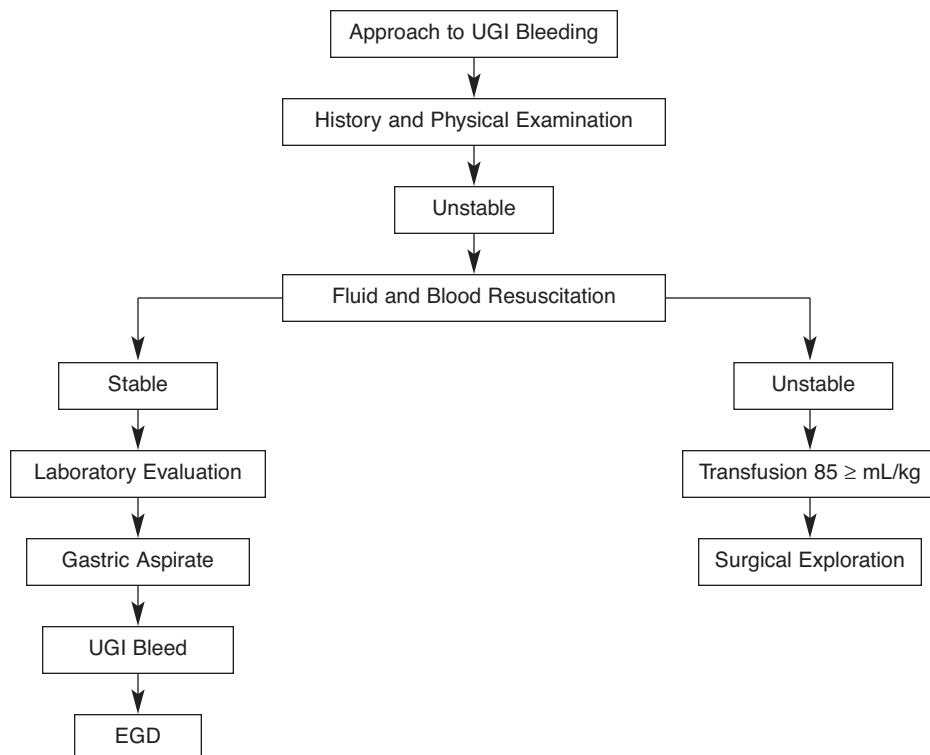 Approach to UGI Bleeding
History and Physical Examination
Unstable
Fluid and Blood Resuscitation
Stable
Unstable
Laboratory Evaluation
Transfusion 85 ≥ mL/kg
Gastric Aspirate
Surgical Exploration
UGI Bleed
EGD